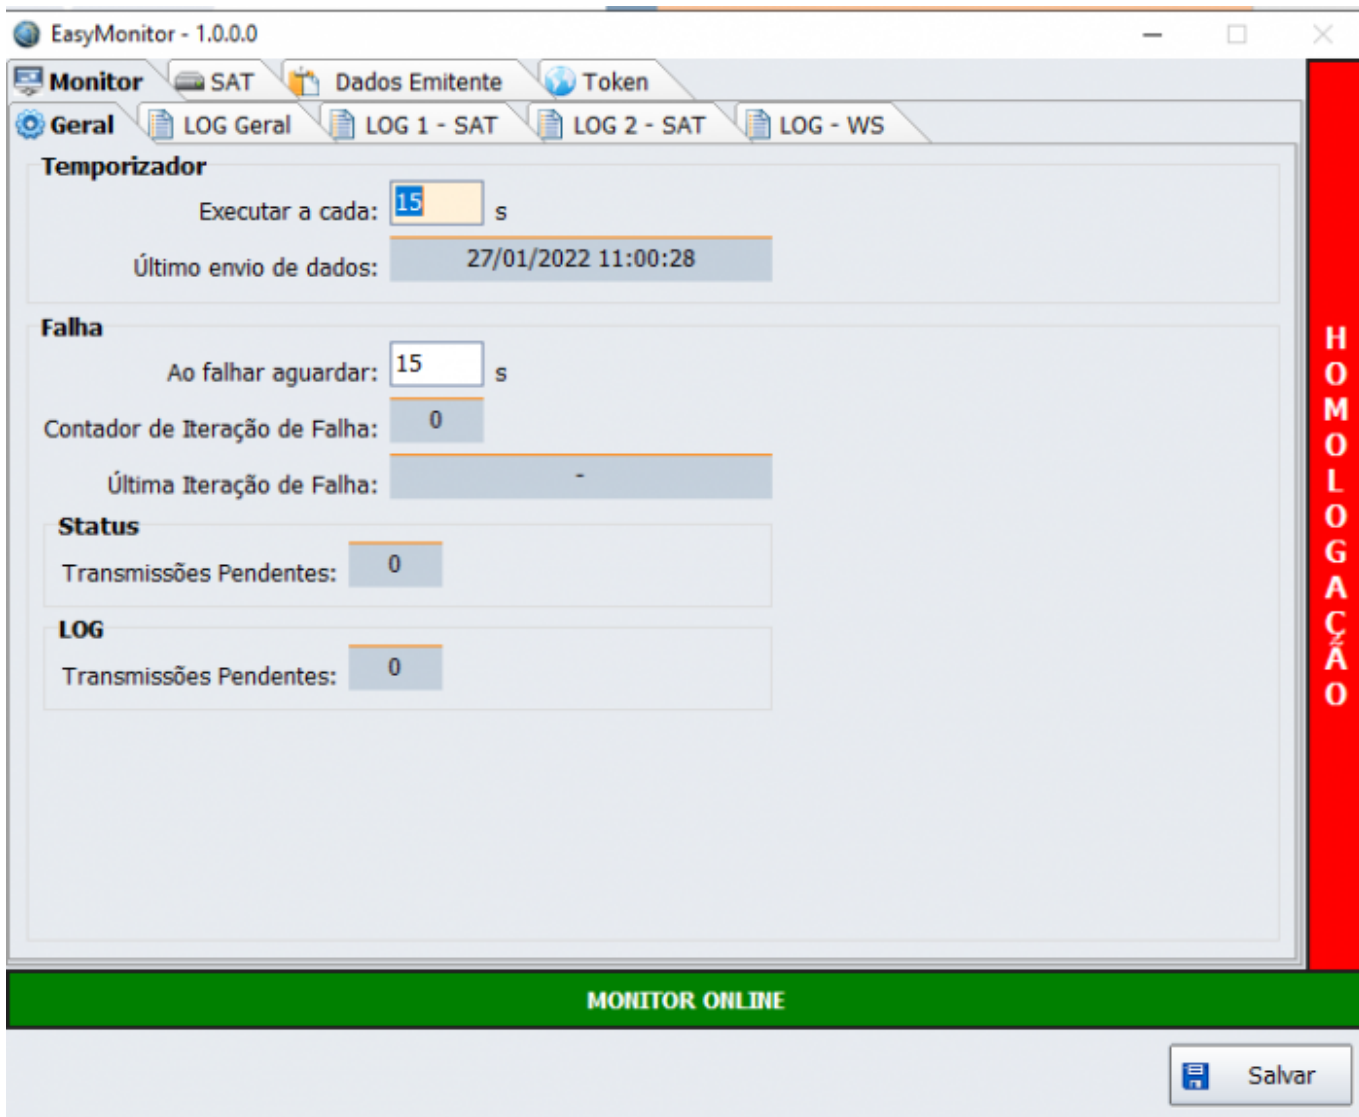 EasyMonitor - 1.0.0.0
Monitor SAT Dados Emitente Token
Geral LOG Geral LOG 1 - SAT LOG 2 - SAT LOG - WS
Temporizador
Executar a cada: 15 s
Último envio de dados: 27/01/2022 11:00:28
Falha
Ao falhar aguardar: 15 s
Contador de Iteração de Falha: 0
Última Iteração de Falha: -
Status
Transmissões Pendentes: 0
LOG
Transmissões Pendentes: 0
HOMOLOGAÇÃO
MONITOR ONLINE
Salvar